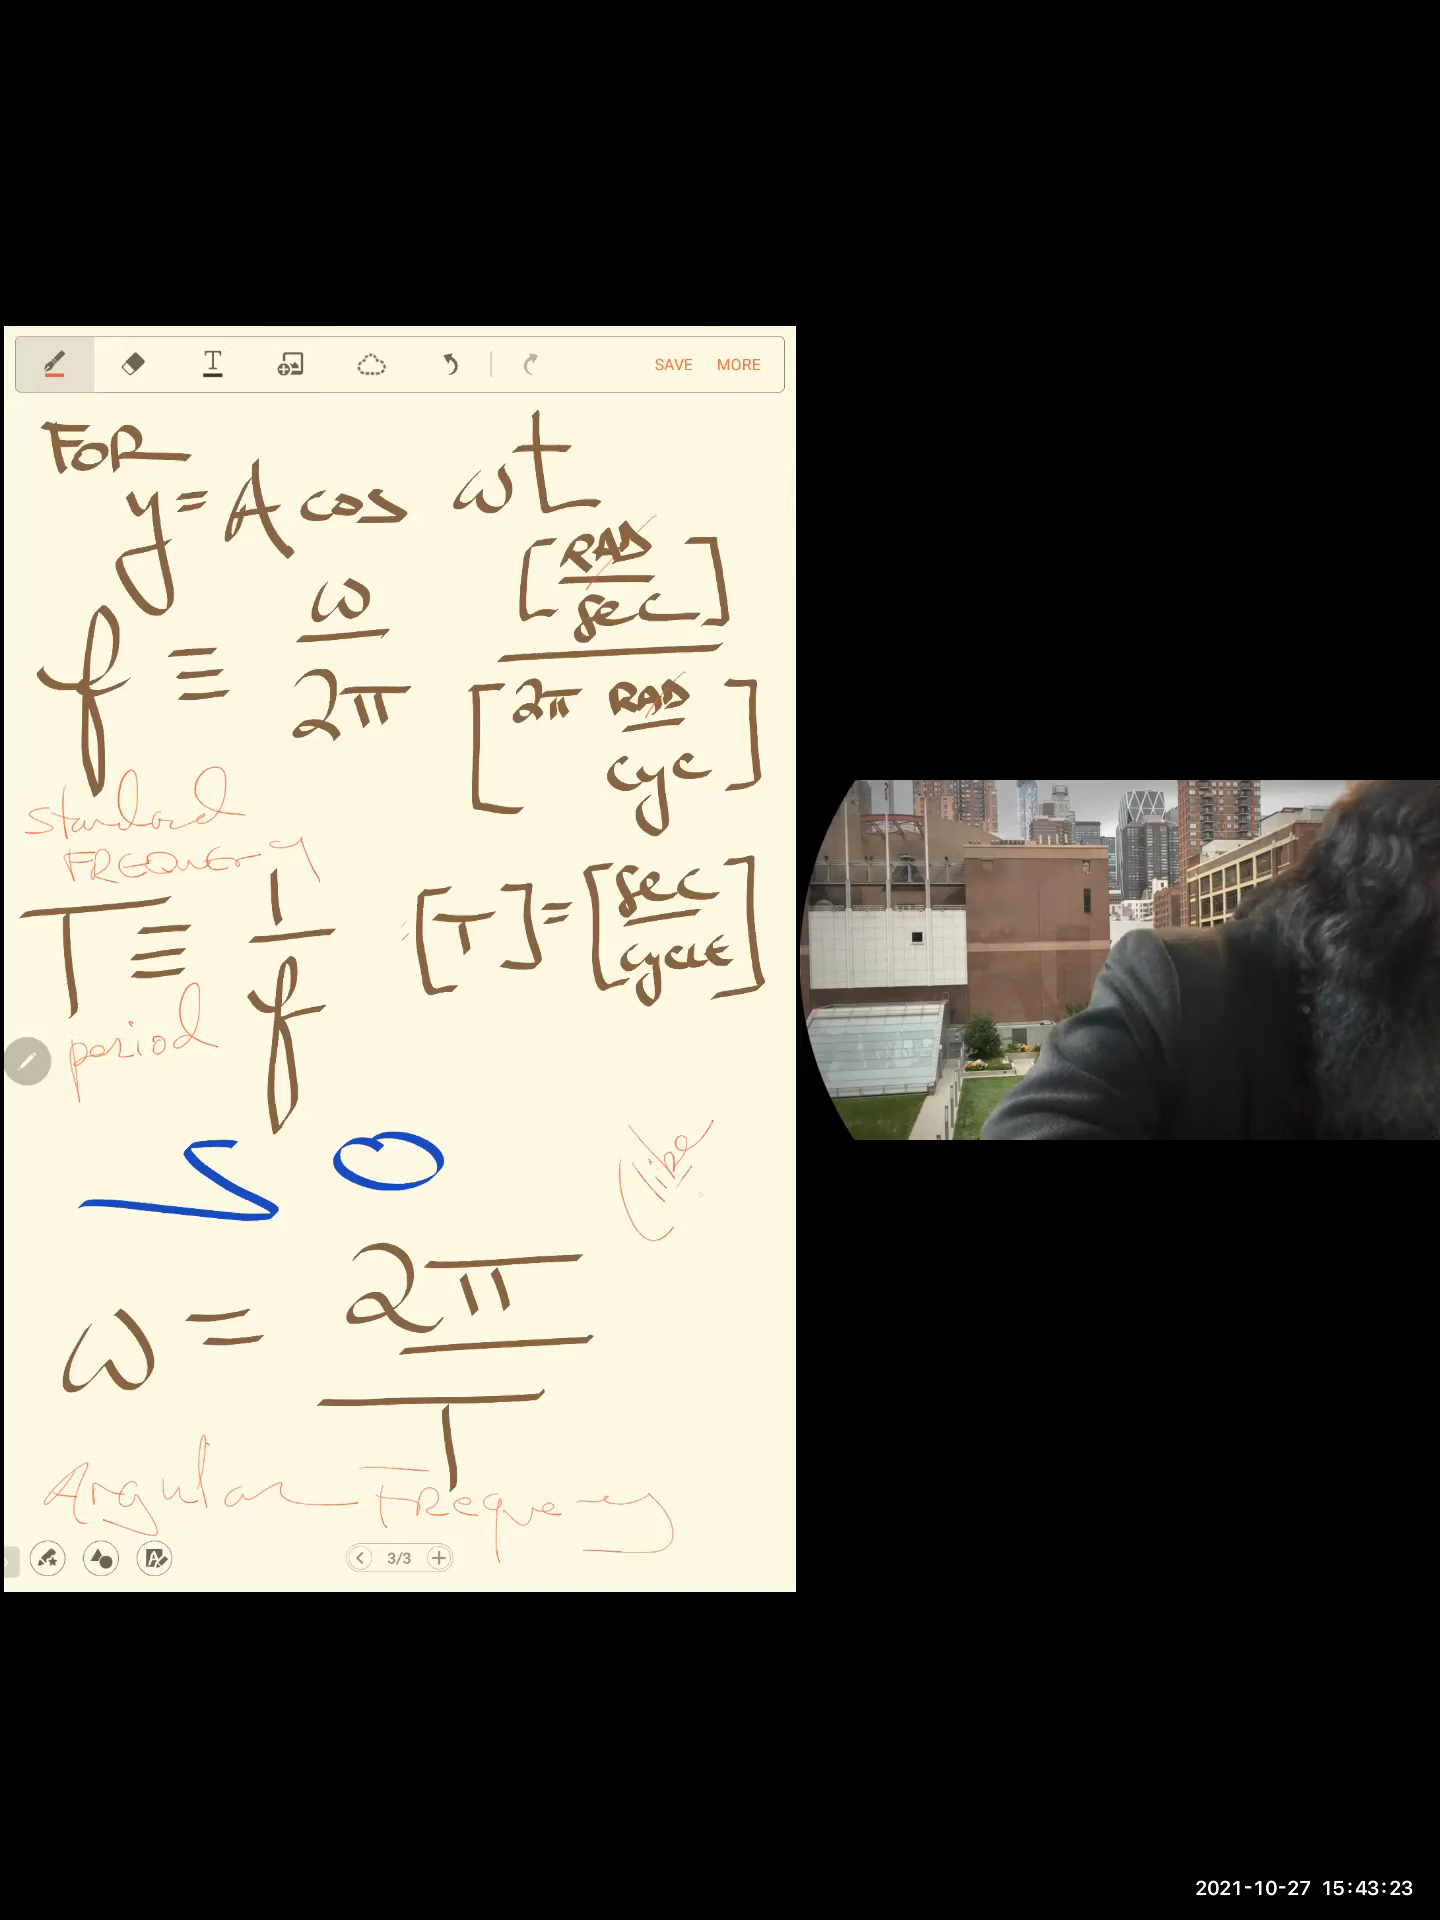 SAVE MORE
FOR
y = A cos ωt
f ≡ ω/2π [RAD/sec]/[2π RAD/cyc]
standard
FREQUENCY
T ≡ 1/f [T] = [sec/cycle]
period
SO
(like
ω = 2π/T
Angular Frequency
3/3
2021-10-27 15:43:23